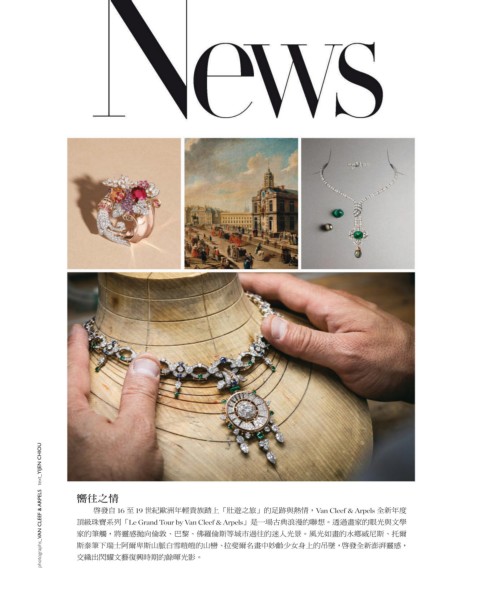 News
嚮往之情
啓發自 16 至 19 世紀歐洲年輕貴族踏上「壯遊之旅」的足跡與熱情，Van Cleef & Arpels 全新年度
頂級珠寶系列「Le Grand Tour by Van Cleef & Arpels」是一場古典浪漫的聯想。透過畫家的眼光與文學
家的筆觸，將靈感拋向倫敦、巴黎、佛羅倫斯等城市過往的迷人光景。風光如畫的水鄉威尼斯、托爾
斯泰筆下瑞士阿爾卑斯山脈白雪皚皚的山巒、拉斐爾名畫中妙齡少女身上的吊墜，啓發全新澎湃靈感，
交織出閃耀文藝復興時期的餘暉光影。
photographs_VAN CLEEF & ARPELS text_YSIN CHIOU